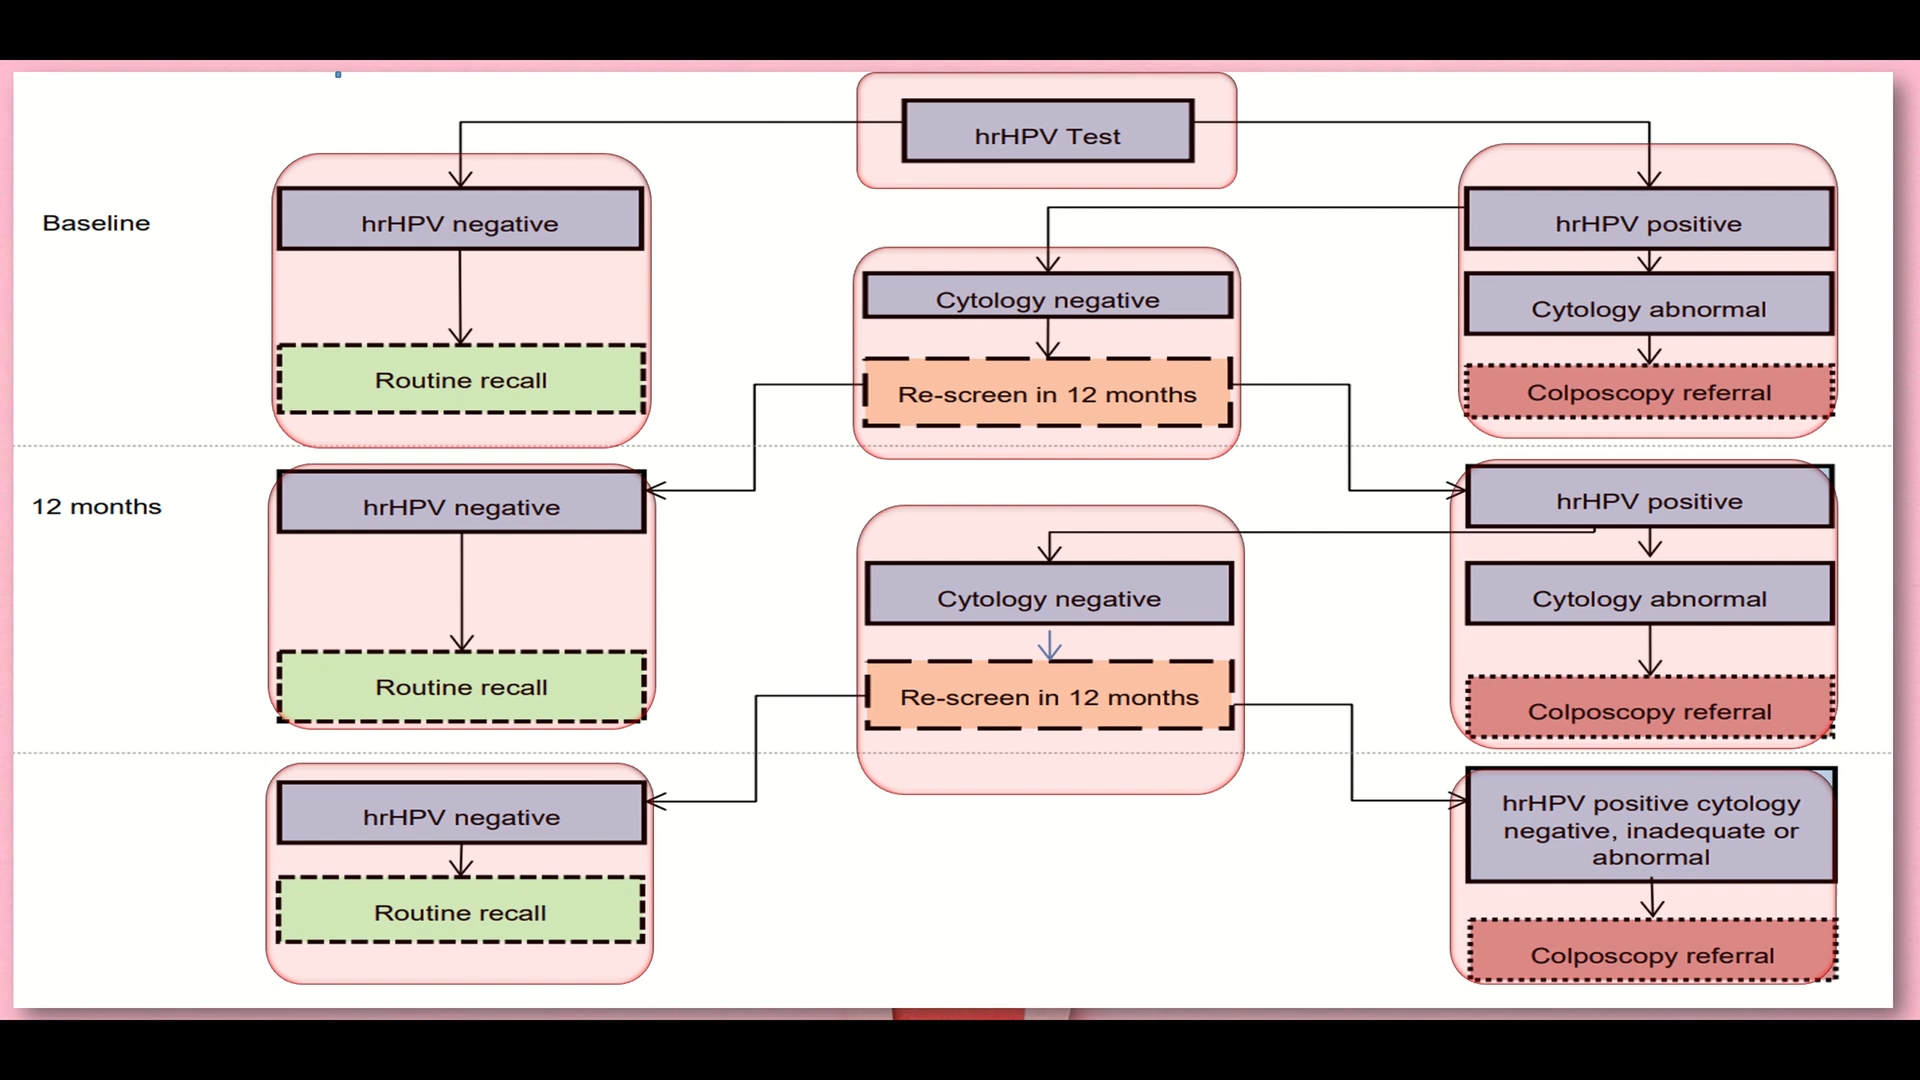 hrHPV Test
Baseline
hrHPV negative
hrHPV positive
Cytology negative
Cytology abnormal
Routine recall
Re-screen in 12 months
Colposcopy referral
12 months
hrHPV negative
hrHPV positive
Cytology negative
Cytology abnormal
Routine recall
Re-screen in 12 months
Colposcopy referral
hrHPV negative
hrHPV positive cytology
negative, inadequate or
abnormal
Routine recall
Colposcopy referral